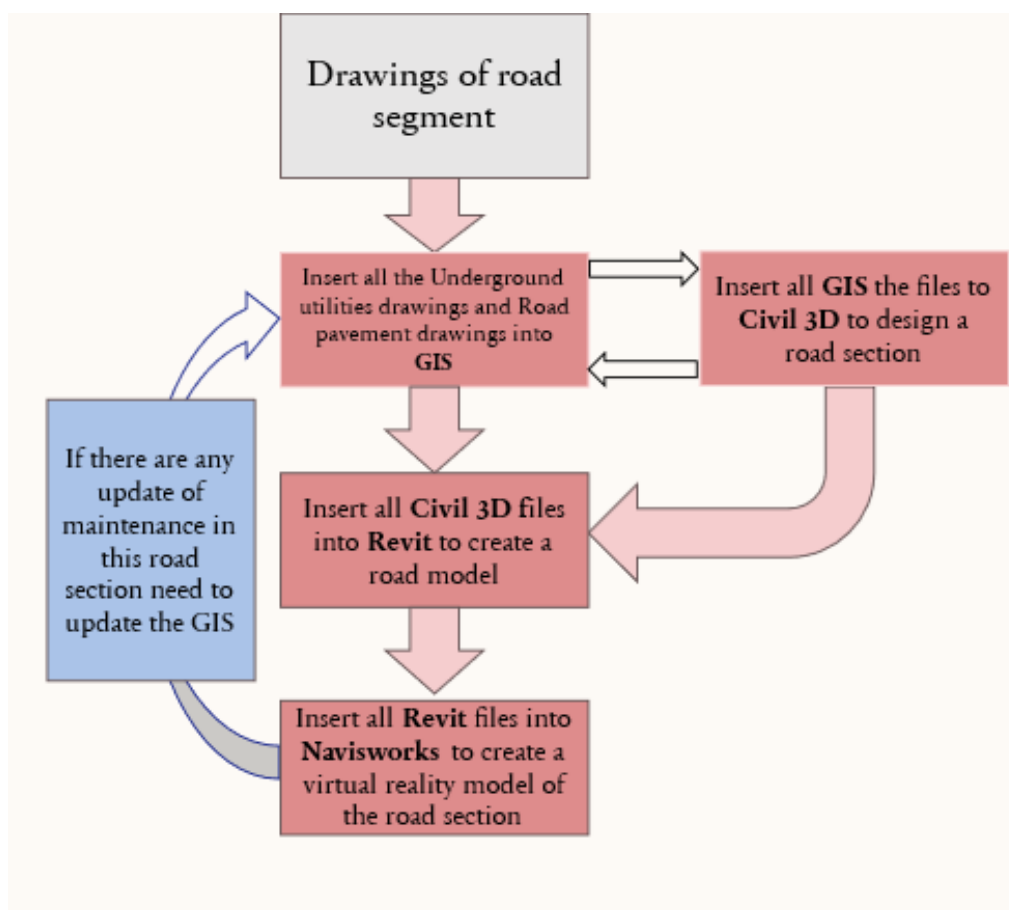 Drawings of road
segment
Insert all the Underground
utilities drawings and Road
pavement drawings into
GIS
Insert all GIS the files to
Civil 3D to design a
road section
If there are any
update of
maintenance in
this road
section need to
update the GIS
Insert all Civil 3D files
into Revit to create a
road model
Insert all Revit files into
Navisworks to create a
virtual reality model of
the road section